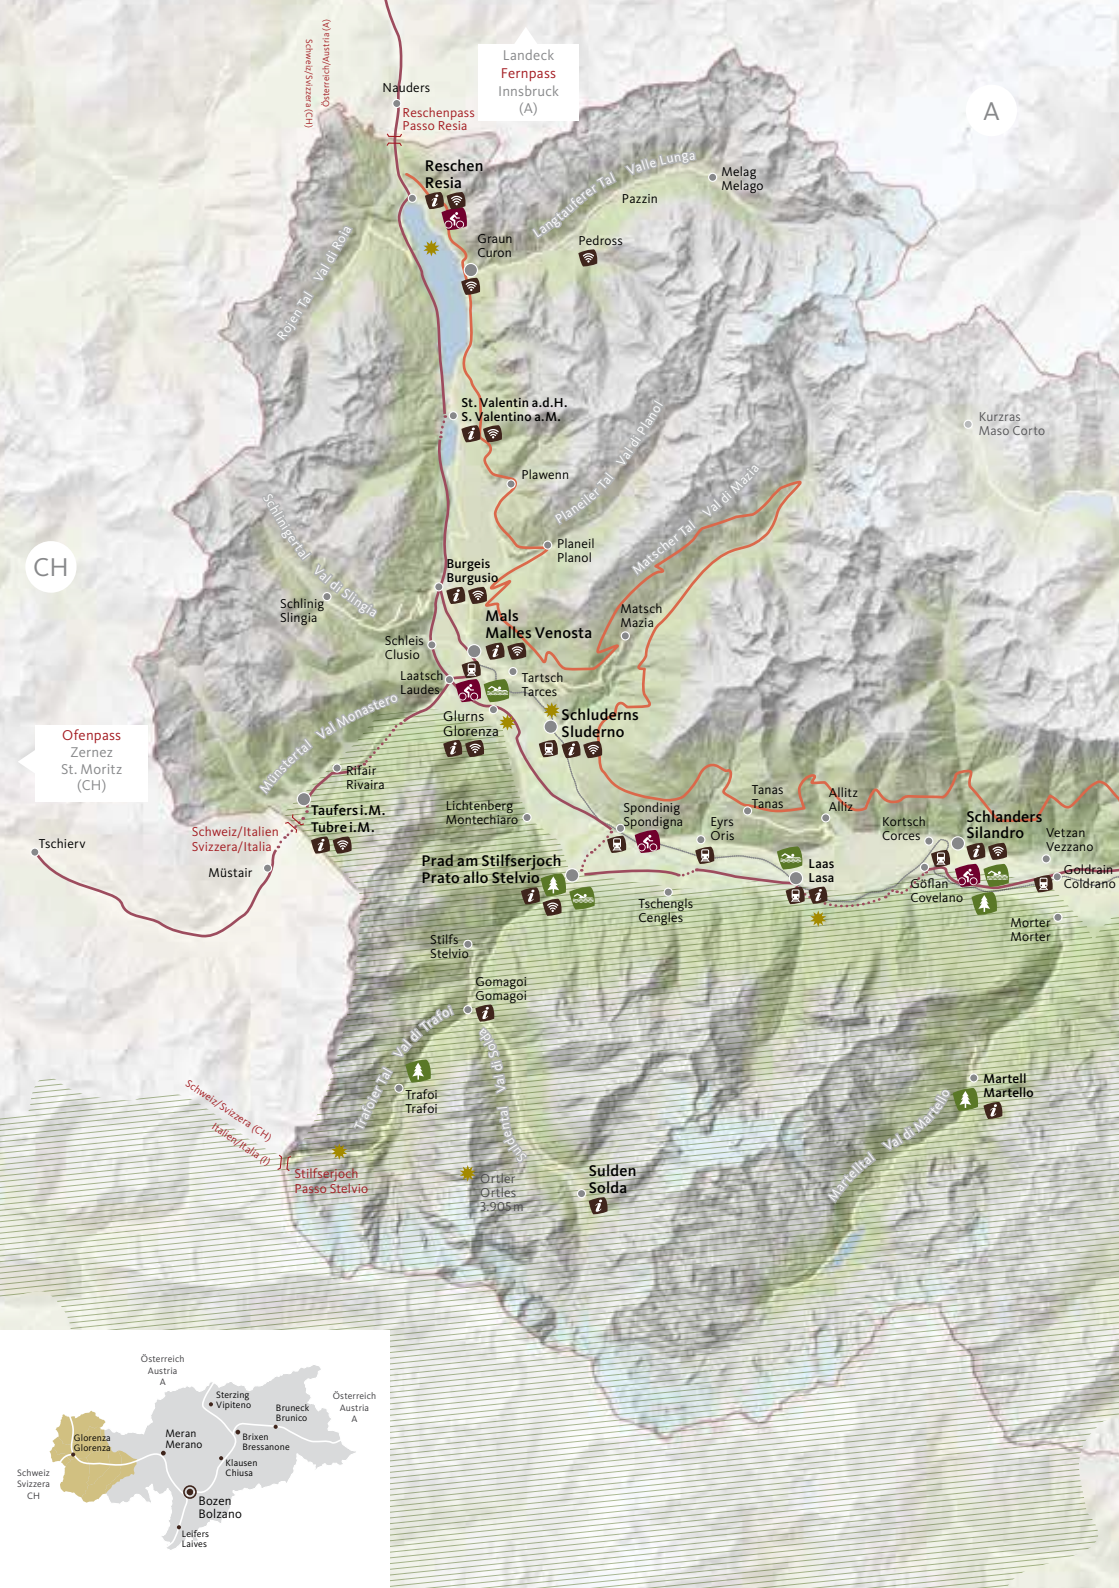 Schweiz/Svizzera (CH)
Österreich/Austria (A)
Landeck
Fernpass
Innsbruck
(A)
A
Nauders
Reschenpass
Passo Resia
Reschen
Resia
Langtauferer Tal Valle Lunga
Melag
Melago
Pazzin
Pedross
Graun
Curon
Rojen Tal Val di Roia
St. Valentin a.d.H.
S. Valentino a.M.
Kurzras
Maso Corto
Plawenn
Planeiler Tal Val di Planol
Matscher Tal Val di Mazia
Schlinigertal Val di Slingia
Planeil
Planol
CH
Burgeis
Burgusio
Schlinig
Slingia
Mals
Malles Venosta
Matsch
Mazia
Schleis
Clusio
Laatsch
Laudes
Tartsch
Tarces
Münstertal Val Monastero
Glurns
Glorenza
Schluderns
Sluderno
Ofenpass
Zernez
St. Moritz
(CH)
Rifair
Rivaira
Taufers i.M.
Tubre i.M.
Lichtenberg
Montechiaro
Spondinig
Spondigna
Tanas
Tanas
Allitz
Alliz
Eyrs
Oris
Kortsch
Corces
Schlanders
Silandro
Vetzan
Vezzano
Schweiz/Italien
Svizzera/Italia
Tschierv
Müstair
Prad am Stilfserjoch
Prato allo Stelvio
Laas
Lasa
Göflan
Covelano
Goldrain
Coldrano
Tschengls
Cengles
Morter
Morter
Stilfs
Stelvio
Gomagoi
Gomagoi
Trafoier Tal Val di Trafoi
Suldental Val di Solda
Trafoi
Trafoi
Martell
Martello
Martelltal Val di Martello
Schweiz/Svizzera (CH)
Italien/Italia (I)
Stilfserjoch
Passo Stelvio
Ortler
Ortles
3.905m
Sulden
Solda
Österreich
Austria
A
Sterzing
Vipiteno
Bruneck
Brunico
Österreich
Austria
A
Glorenza
Glorenza
Meran
Merano
Brixen
Bressanone
Klausen
Chiusa
Schweiz
Svizzera
CH
Bozen
Bolzano
Leifers
Laives